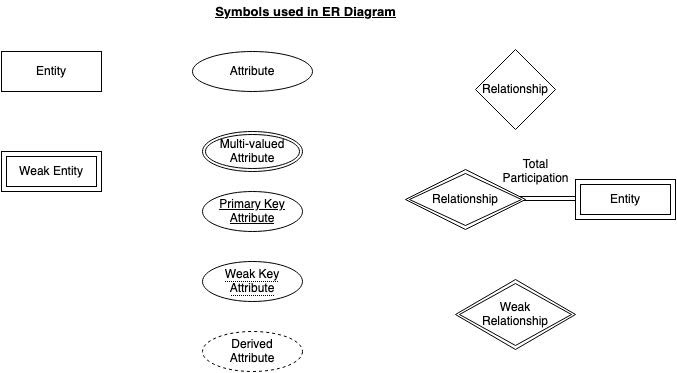 Symbols used in ER Diagram
Entity
Attribute
Relationship
Multi-valued
Attribute
Weak Entity
Total
Participation
Relationship
Entity
Primary Key
Attribute
Weak Key
Attribute
Weak
Relationship
Derived
Attribute